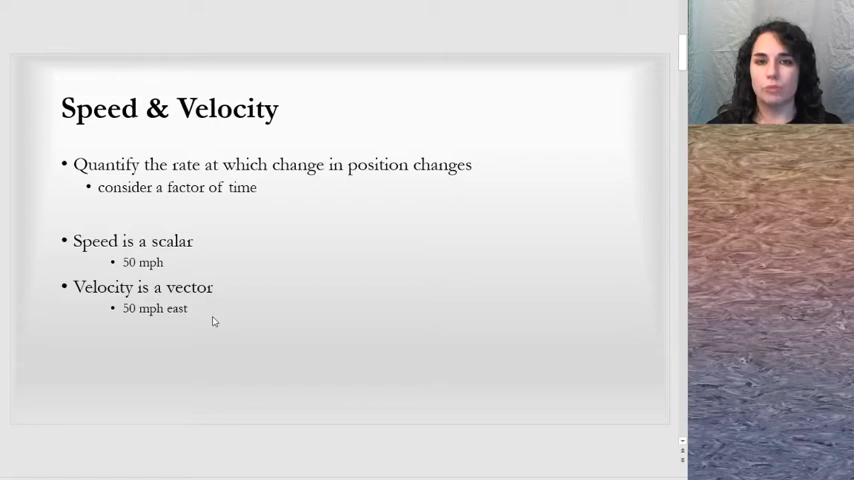 Speed & Velocity
• Quantify the rate at which change in position changes
• consider a factor of time
• Speed is a scalar
• 50 mph
• Velocity is a vector
• 50 mph east